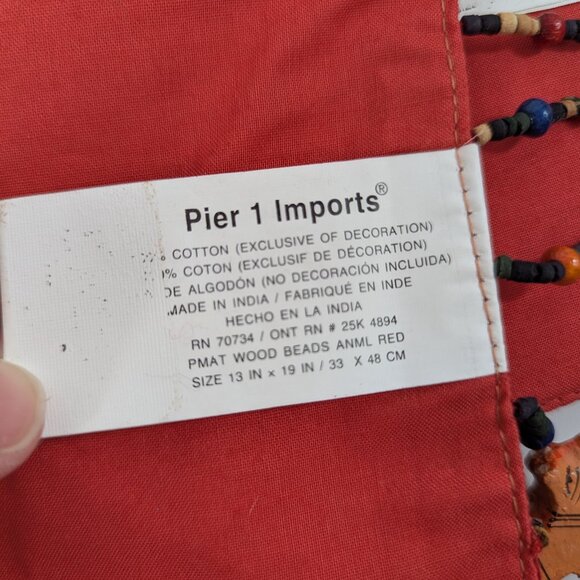 Pier 1 Imports®
% COTTON (EXCLUSIVE OF DECORATION)
% COTON (EXCLUSIF DE DÉCORATION)
DE ALGODÓN (NO DECORACIÓN INCLUIDA)
MADE IN INDIA / FABRIQUÉ EN INDE
HECHO EN LA INDIA
RN 70734 / ONT RN # 25K 4894
PMAT WOOD BEADS ANML RED
SIZE 13 IN × 19 IN / 33 X 48 CM